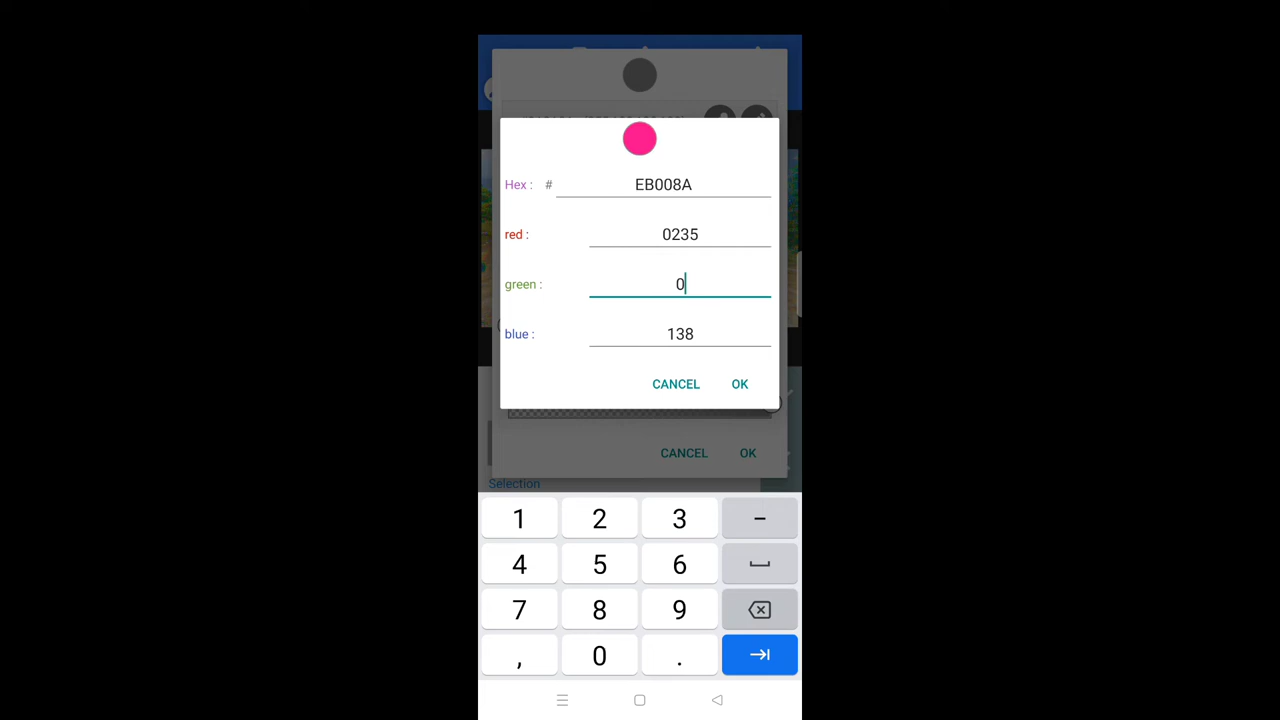 Hex : # EB008A
red : 0235
green : 0
blue : 138
CANCEL OK
CANCEL OK
Selection
1 2 3 –
4 5 6
7 8 9
, 0 .